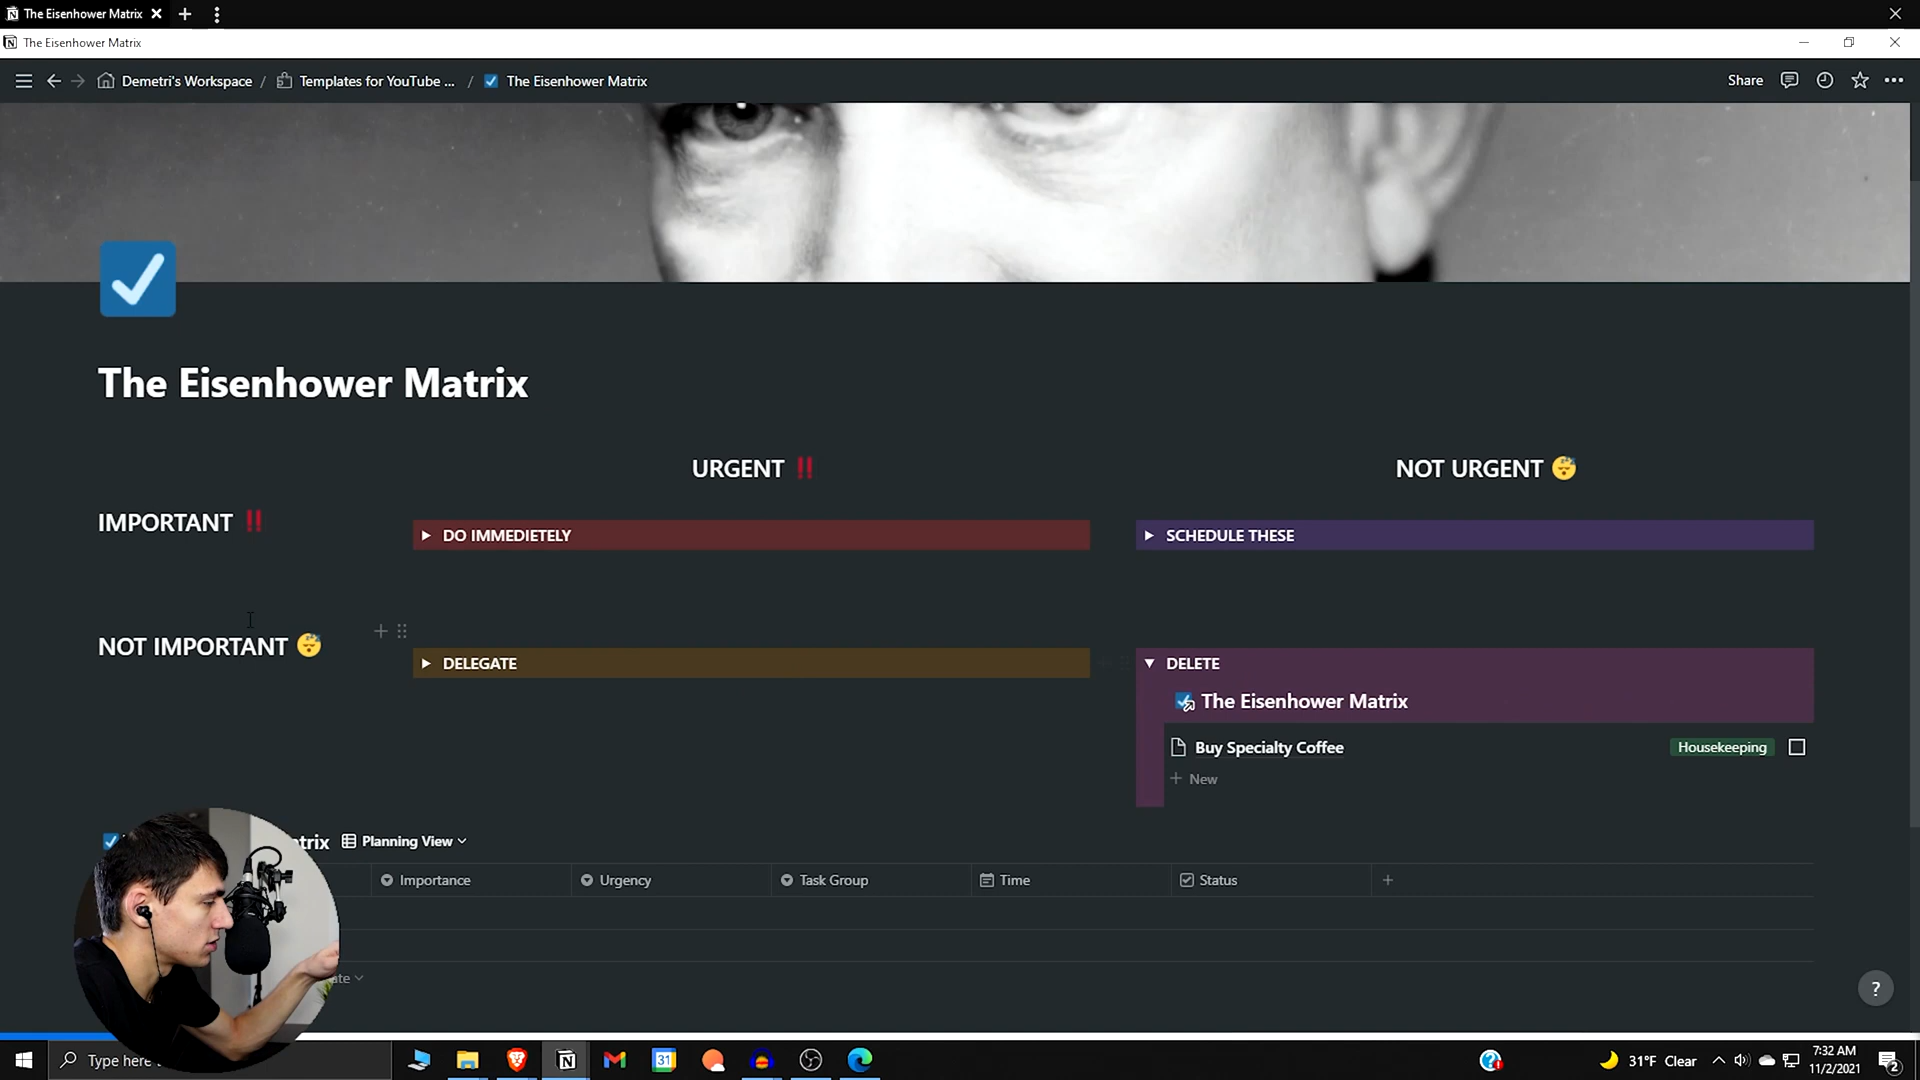 The Eisenhower Matrix
The Eisenhower Matrix
Demetri's Workspace / Templates for YouTube ... / The Eisenhower Matrix
Share
The Eisenhower Matrix
URGENT ‼
NOT URGENT 😴
IMPORTANT ‼
DO IMMEDIETELY
SCHEDULE THESE
NOT IMPORTANT 😴
DELEGATE
DELETE
The Eisenhower Matrix
Buy Specialty Coffee
Housekeeping
+ New
Planning View
Importance
Urgency
Task Group
Time
Status
?
Type here
31
31°F Clear
7:32 AM
11/2/2021
2